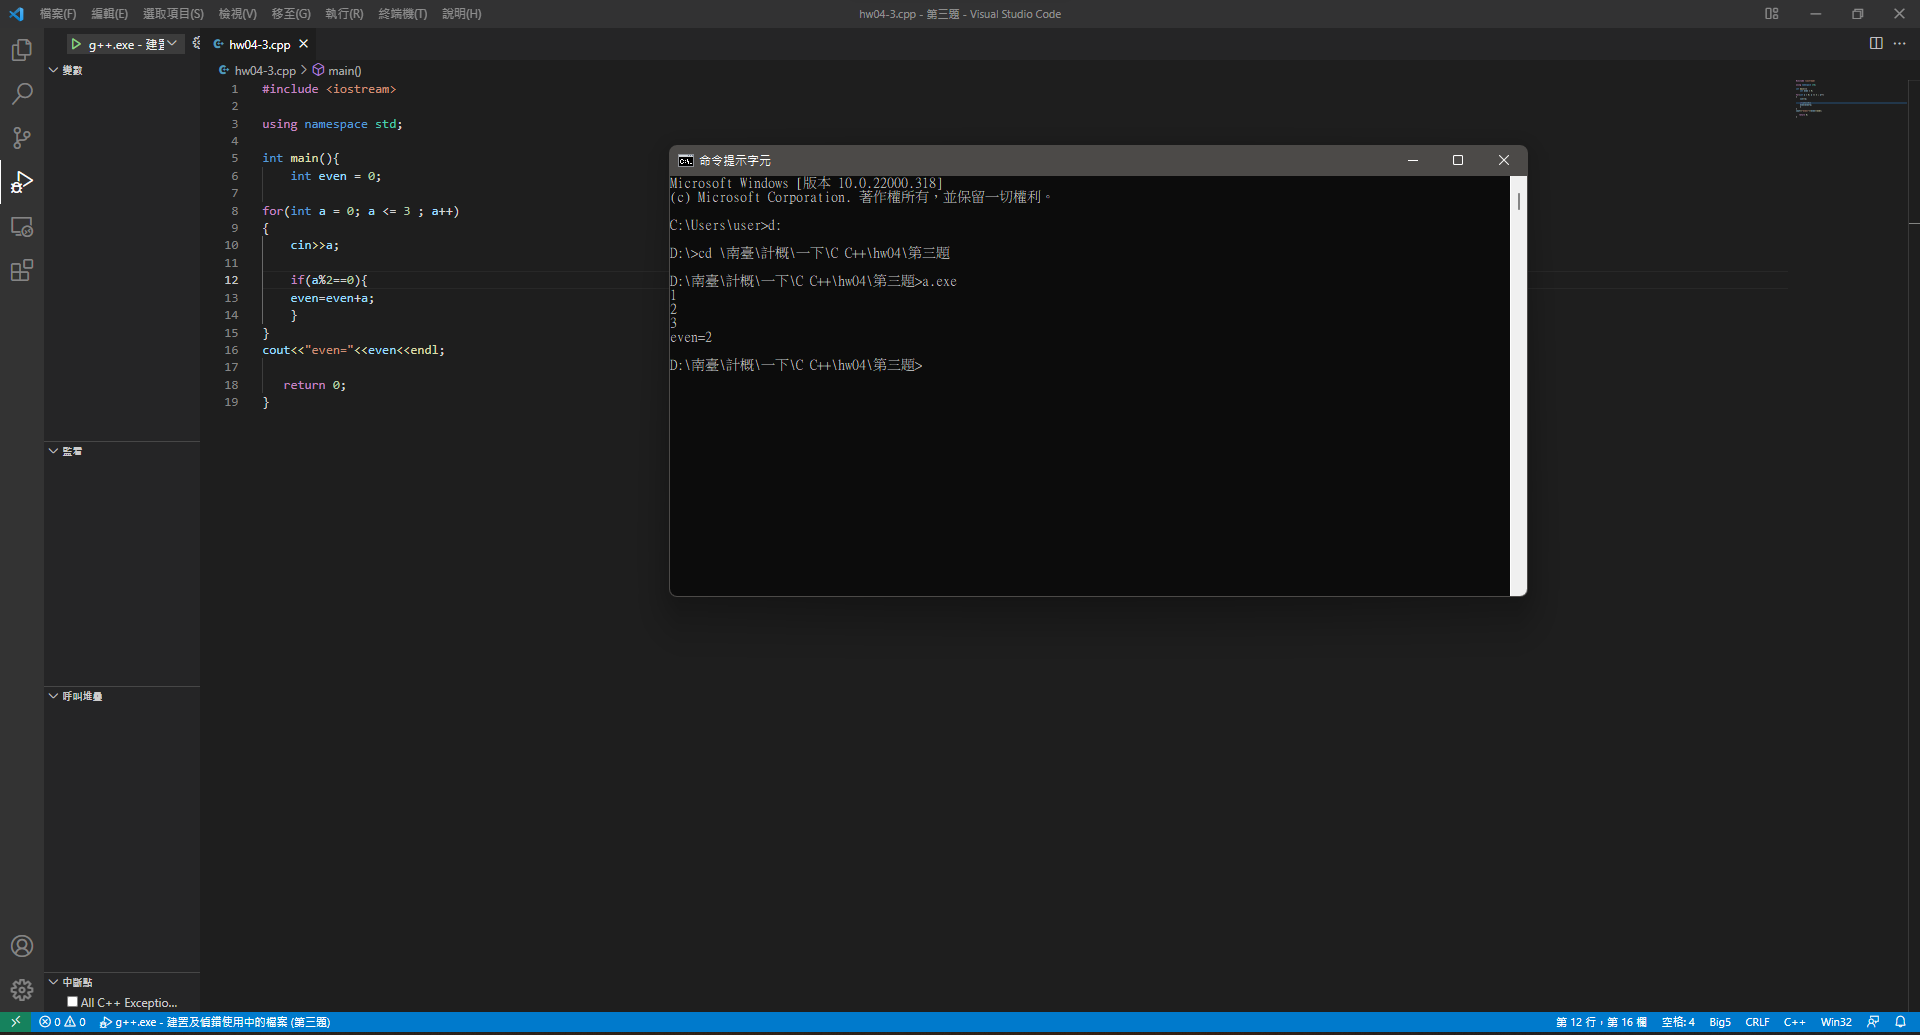 檔案(F) 編輯(E) 選取項目(S) 檢視(V) 移至(G) 執行(R) 終端機(T) 說明(H) hw04-3.cpp - 第三題 - Visual Studio Code
g++.exe - 建置 hw04-3.cpp
變數
hw04-3.cpp > main()
1 #include <iostream>
2
3 using namespace std;
4
5 int main(){
6 int even = 0;
7
8 for(int a = 0; a <= 3 ; a++)
9 {
10 cin>>a;
11
12 if(a%2==0){
13 even=even+a;
14 }
15 }
16 cout<<"even="<<even<<endl;
17
18 return 0;
19 }
命令提示字元
Microsoft Windows [版本 10.0.22000.318]
(c) Microsoft Corporation. 著作權所有，並保留一切權利。
C:\Users\user>d:
D:\>cd \南臺\計概\一下\C C++\hw04\第三題
D:\南臺\計概\一下\C C++\hw04\第三題>a.exe
1
2
3
even=2
D:\南臺\計概\一下\C C++\hw04\第三題>
監看
呼叫堆疊
中斷點
All C++ Exceptio...
0 0 g++.exe - 建置及偵錯使用中的檔案 (第三題) 第 12 行，第 16 欄 空格: 4 Big5 CRLF C++ Win32